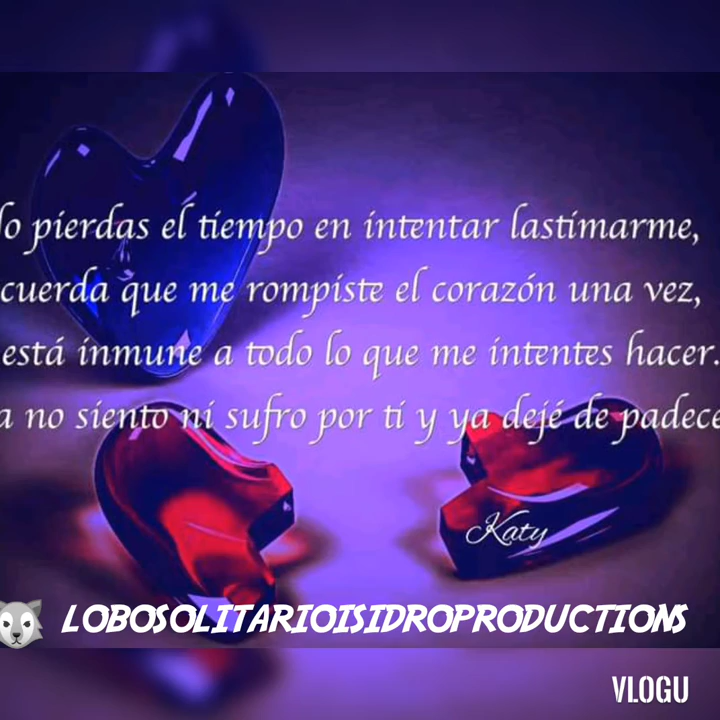 lo pierdas el tiempo en intentar lastimarme,
cuerda que me rompiste el corazón una vez,
está inmune a todo lo que me intentes hacer.
a no siento ni sufro por ti y ya dejé de padece
Katy
LOBOSOLITARIOISIDROPRODUCTIONS
VLOGU